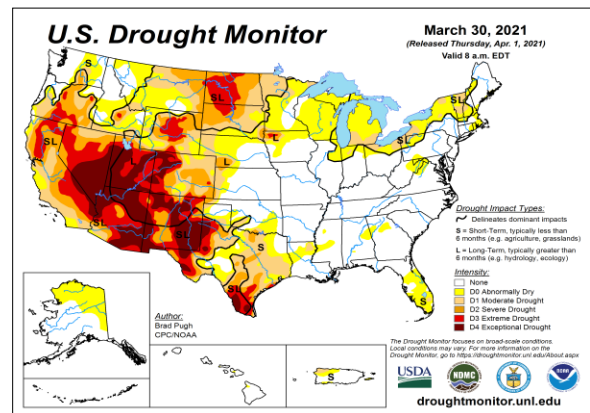 U.S. Drought Monitor
March 30, 2021
(Released Thursday, Apr. 1, 2021)
Valid 8 a.m. EDT
S
SL
SL
SL
SL
L
L
SL
SL
SL
S
SL
S
S
Drought Impact Types:
Delineates dominant impacts
S = Short-Term, typically less than
6 months (e.g. agriculture, grasslands)
L = Long-Term, typically greater than
6 months (e.g. hydrology, ecology)
Intensity:
None
D0 Abnormally Dry
D1 Moderate Drought
D2 Severe Drought
D3 Extreme Drought
D4 Exceptional Drought
Author:
Brad Pugh
CPC/NOAA
The Drought Monitor focuses on broad-scale conditions.
Local conditions may vary. For more information on the
Drought Monitor, go to https://droughtmonitor.unl.edu/About.aspx
USDA
NDMC
NOAA
droughtmonitor.unl.edu